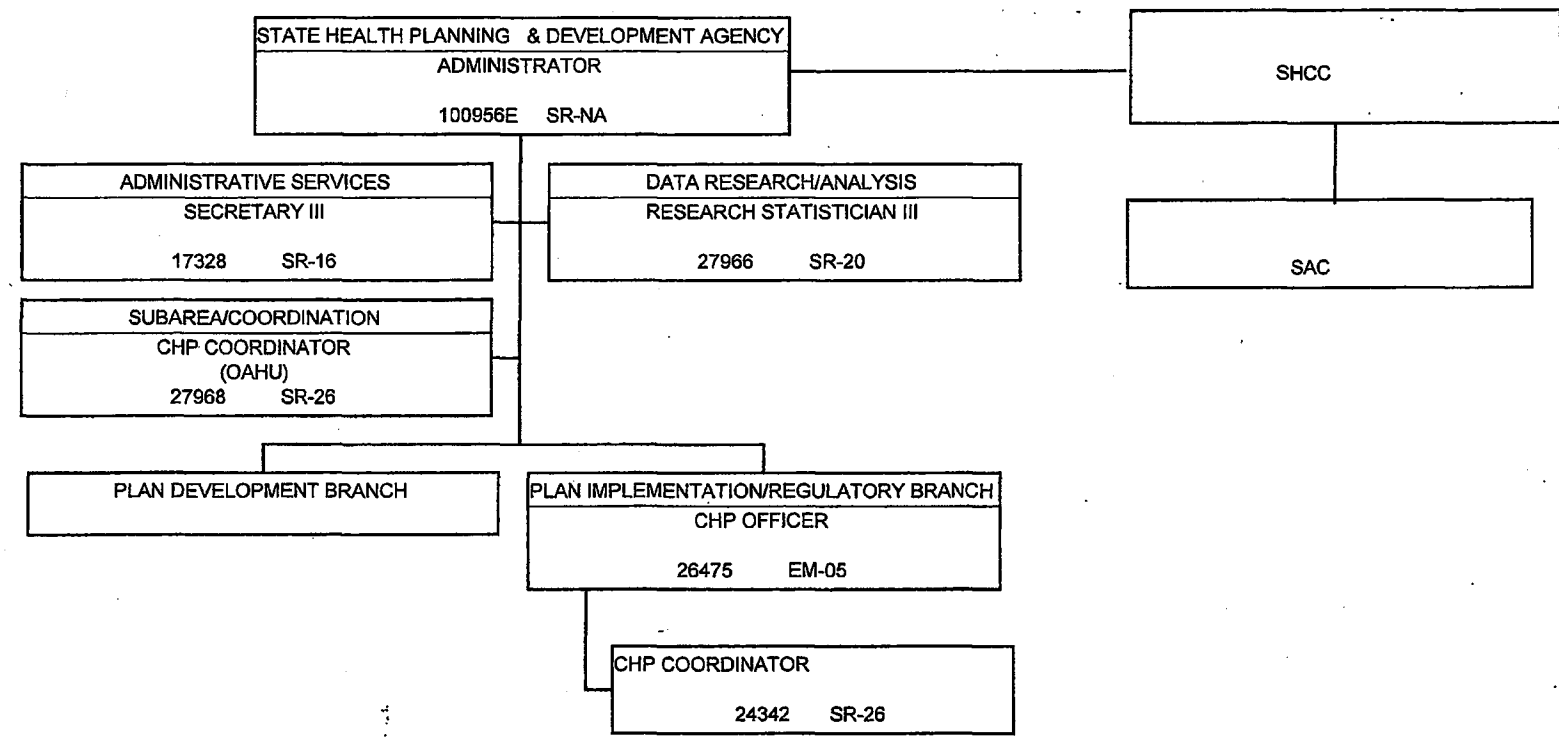 STATE HEALTH PLANNING & DEVELOPMENT AGENCY
ADMINISTRATOR
100956E SR-NA
SHCC
SAC
ADMINISTRATIVE SERVICES
SECRETARY III
17328 SR-16
DATA RESEARCH/ANALYSIS
RESEARCH STATISTICIAN III
27966 SR-20
SUBAREA/COORDINATION
CHP COORDINATOR
(OAHU)
27968 SR-26
PLAN DEVELOPMENT BRANCH
PLAN IMPLEMENTATION/REGULATORY BRANCH
CHP OFFICER
26475 EM-05
CHP COORDINATOR
24342 SR-26